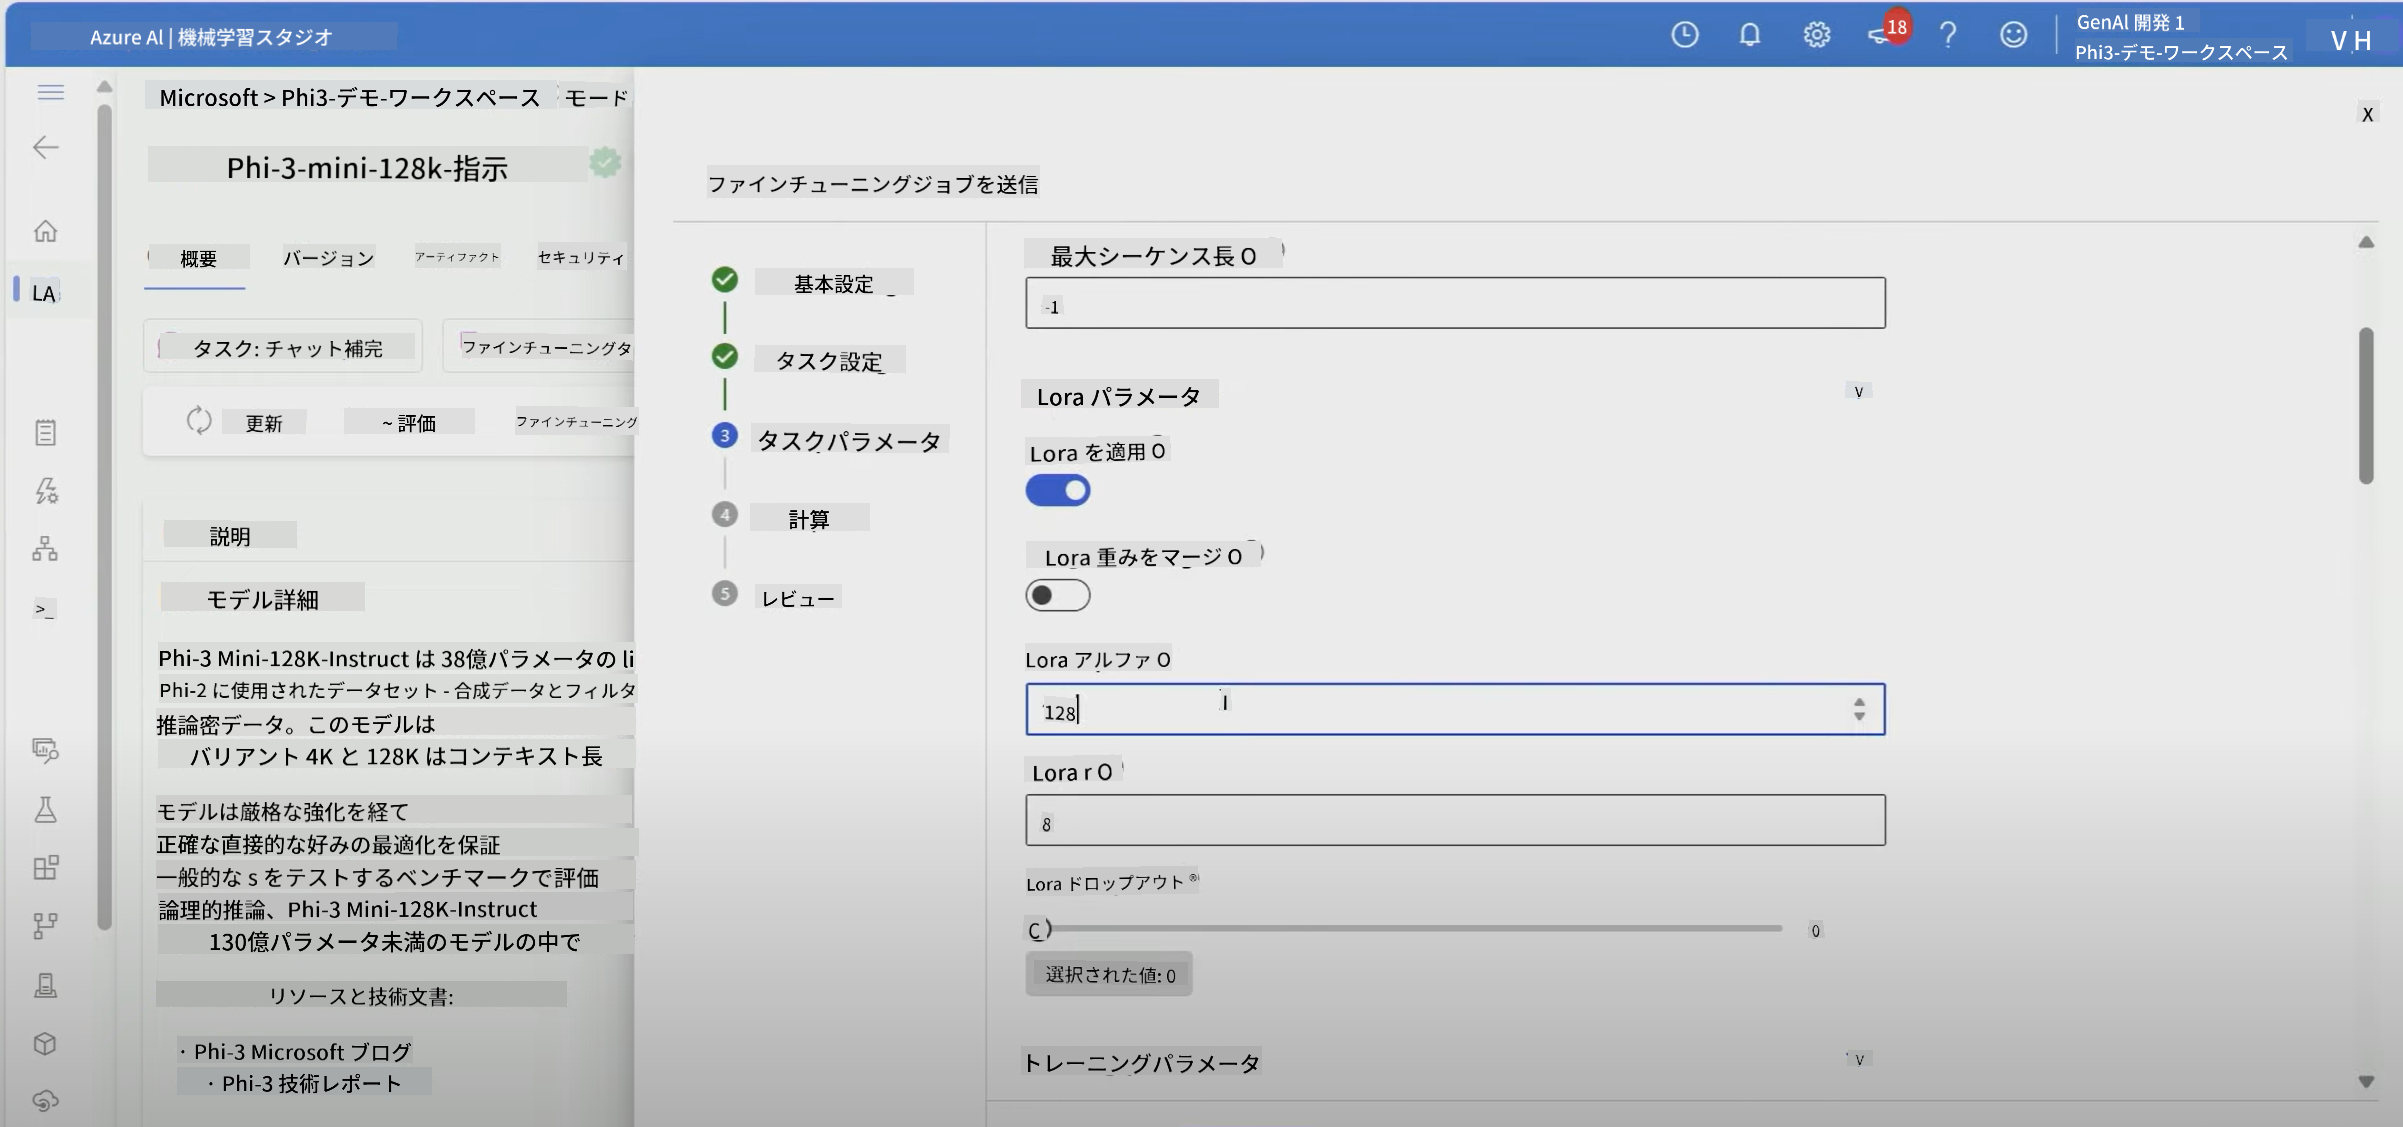 Azure Al | 機械学習スタジオ
18
GenAl 開発 1
Phi3-デモ-ワークスペース
V H
Microsoft > Phi3-デモ-ワークスペース モード
X
Phi-3-mini-128k-指示
ファインチューニングジョブを送信
概要 バージョン アーティファクト セキュリティ
LA
タスク: チャット補完 ファインチューニングタ
更新 ~ 評価 ファインチューニング
説明
モデル詳細
>_
Phi-3 Mini-128K-Instruct は 38億パラメータの li
Phi-2 に使用されたデータセット - 合成データとフィルタ
推論密データ。このモデルは
バリアント 4K と 128K はコンテキスト長
モデルは厳格な強化を経て
正確な直接的な好みの最適化を保証
一般的な s をテストするベンチマークで評価
論理的推論、Phi-3 Mini-128K-Instruct
130億パラメータ未満のモデルの中で
リソースと技術文書:
· Phi-3 Microsoft ブログ
· Phi-3 技術レポート
基本設定
タスク設定
3 タスクパラメータ
4 計算
5 レビュー
最大シーケンス長 O
-1
Lora パラメータ V
Lora を適用 O
Lora 重みをマージ O
Lora アルファ O
128
Lora r O
8
Lora ドロップアウト ®
C 0
選択された値: 0
トレーニングパラメータ V